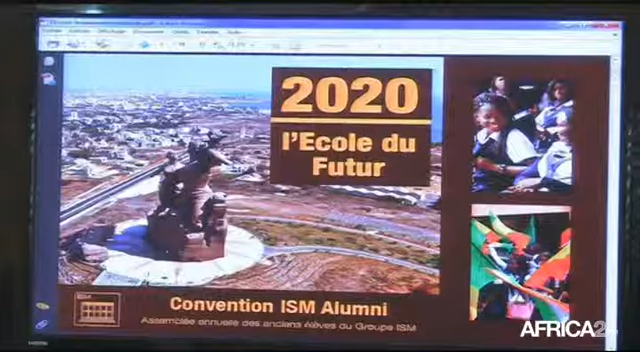 2020
l'Ecole du
Futur
Convention ISM Alumni
Assemblée annuelle des anciens élèves du Groupe ISM
AFRICA24